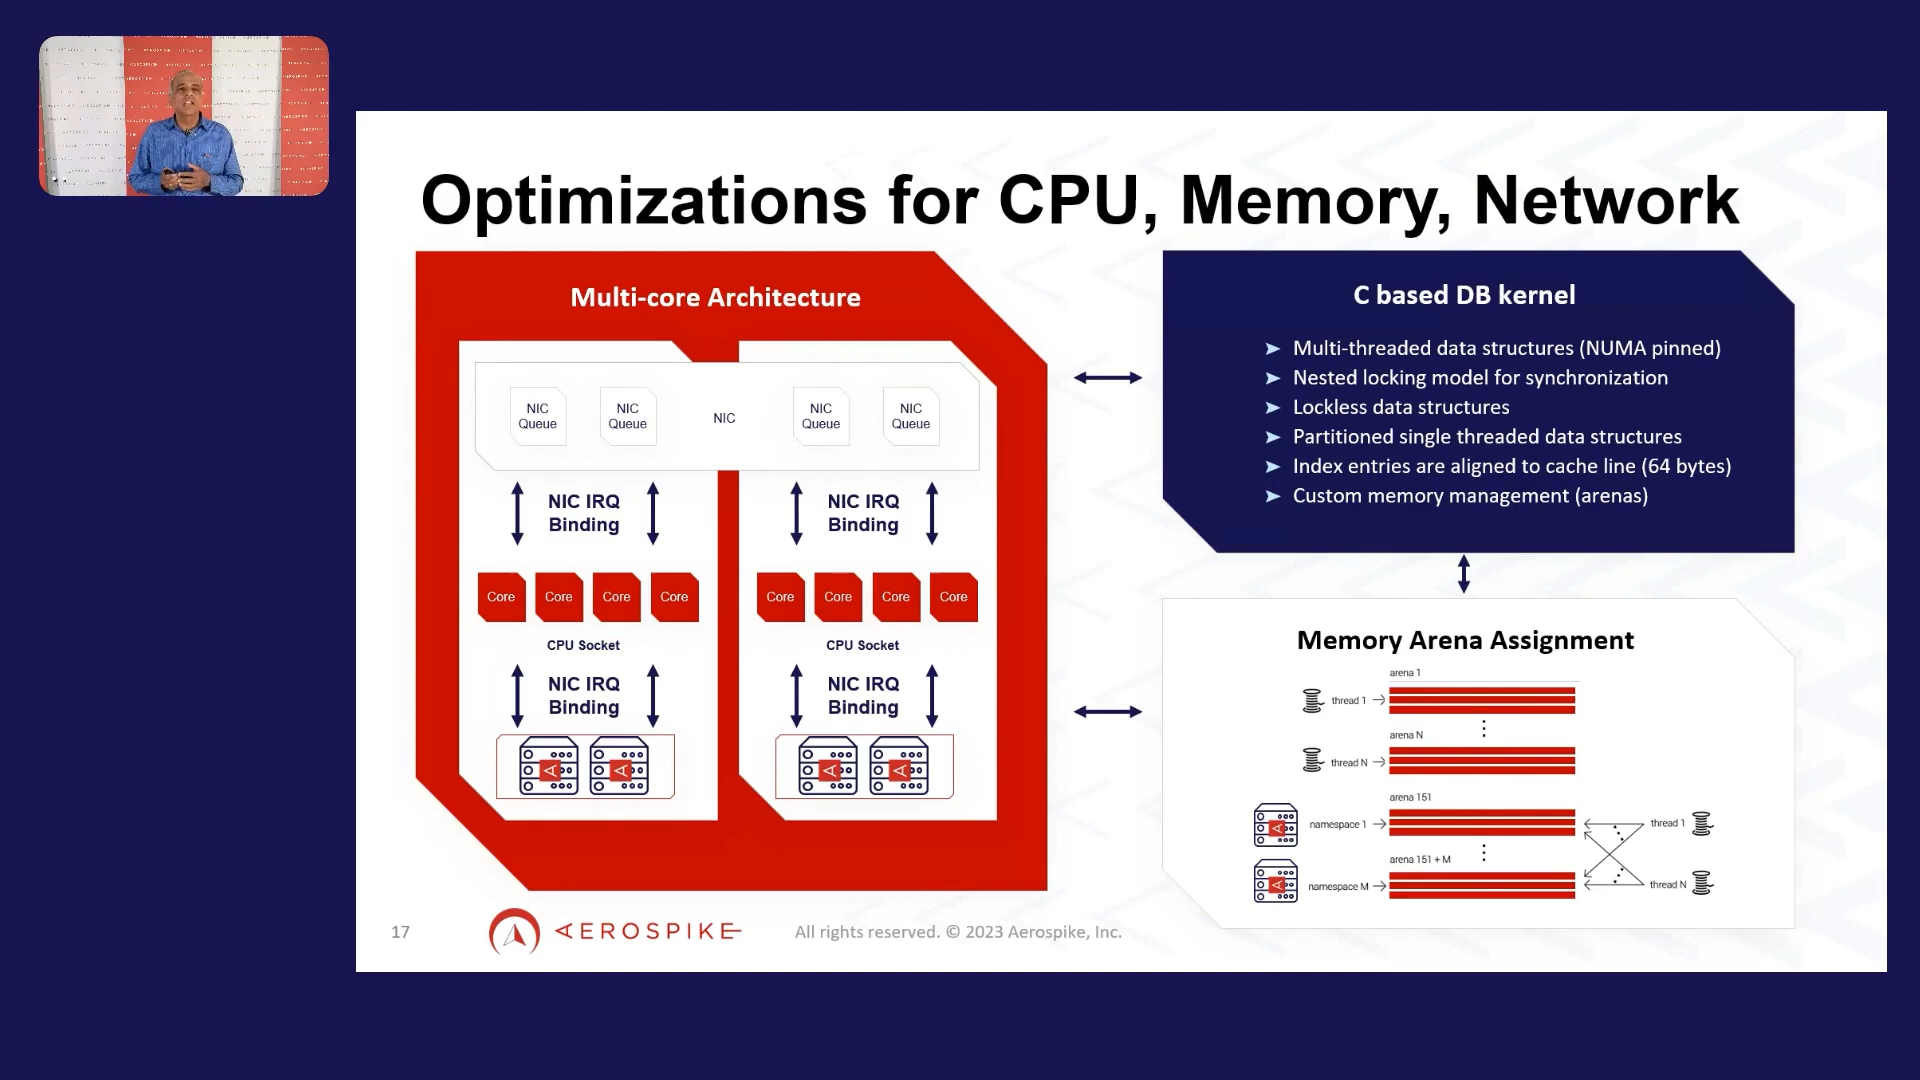 Optimizations for CPU, Memory, Network
Multi-core Architecture
NIC
Queue
NIC
Queue
NIC
NIC
Queue
NIC
Queue
NIC IRQ
Binding
NIC IRQ
Binding
Core Core Core Core
Core Core Core Core
CPU Socket
CPU Socket
NIC IRQ
Binding
NIC IRQ
Binding
C based DB kernel
➤ Multi-threaded data structures (NUMA pinned)
➤ Nested locking model for synchronization
➤ Lockless data structures
➤ Partitioned single threaded data structures
➤ Index entries are aligned to cache line (64 bytes)
➤ Custom memory management (arenas)
Memory Arena Assignment
arena 1
thread 1
arena N
thread N
arena 151
namespace 1
thread 1
arena 151 + M
namespace M
thread N
17
AEROSPIKE
All rights reserved. © 2023 Aerospike, Inc.